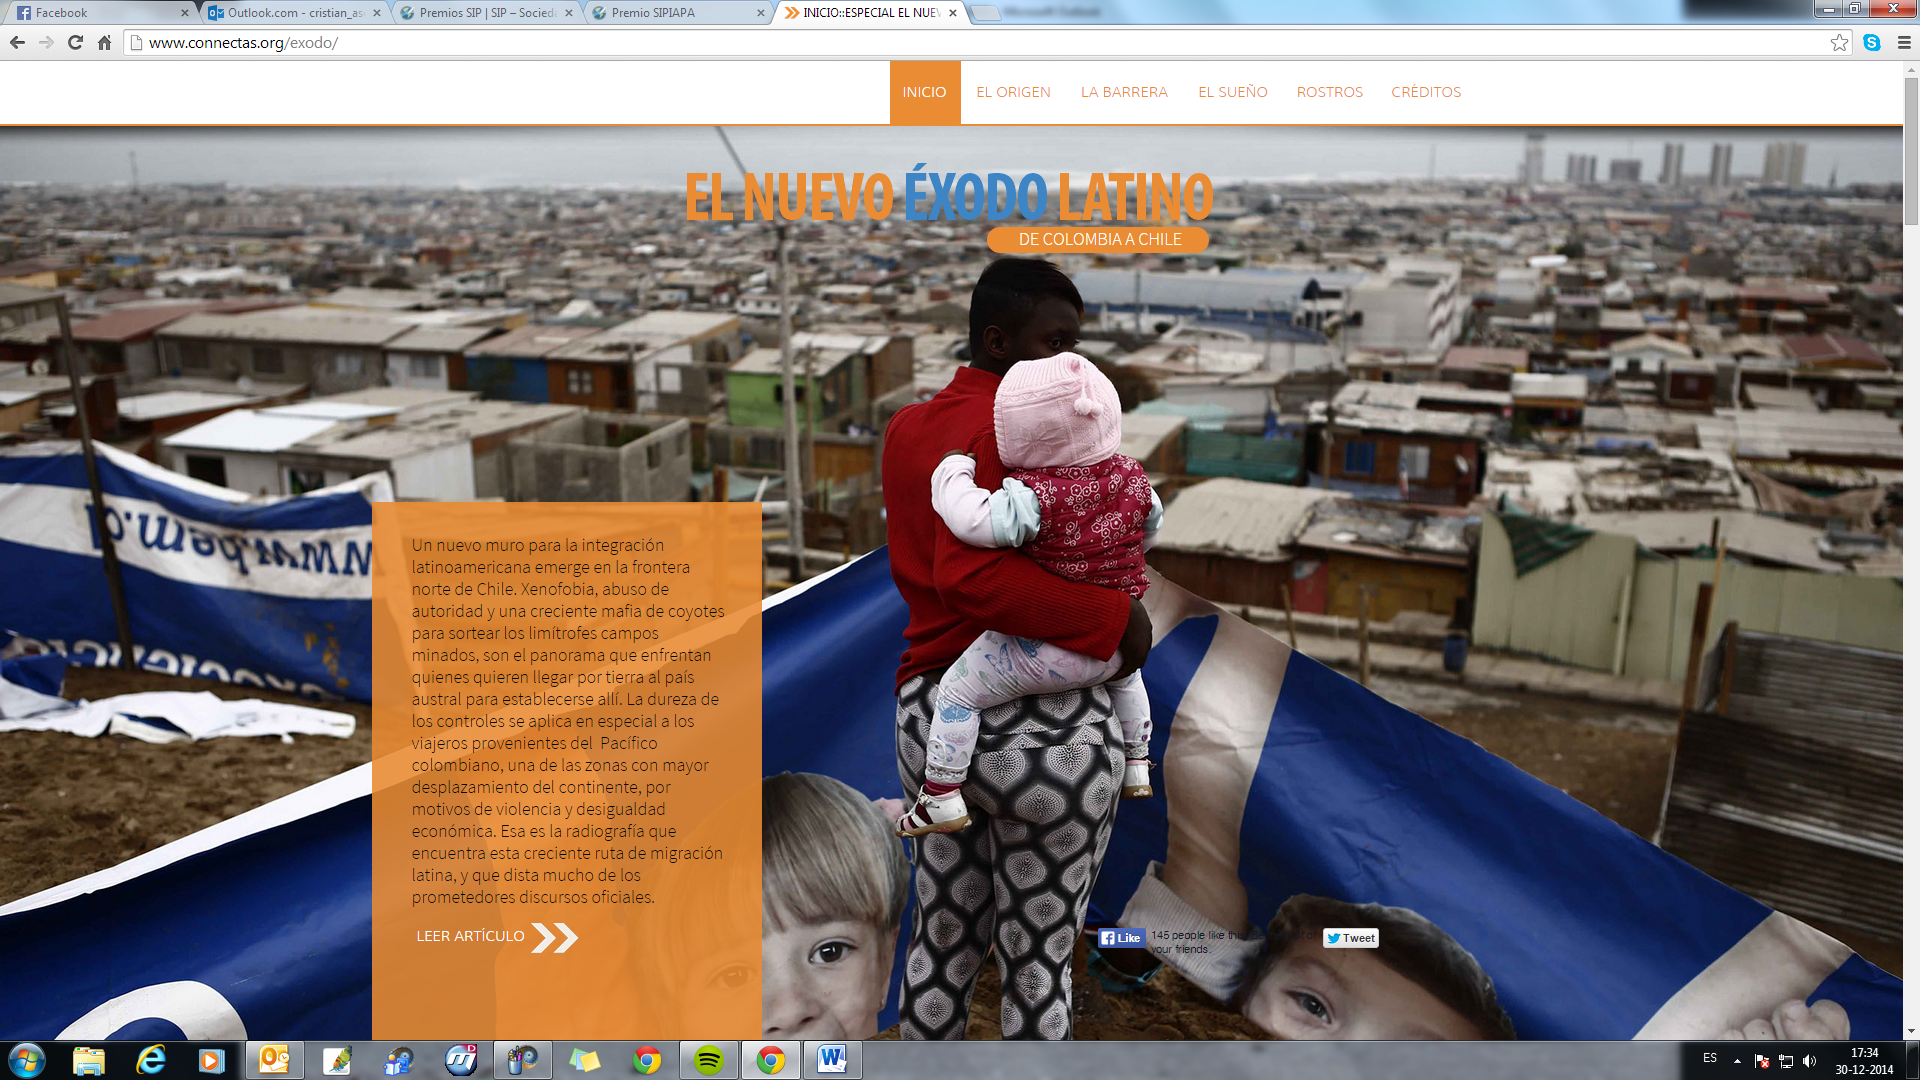 Facebook
Outlook.com - cristian_as
Premios SIP | SIP – Socied
Premio SIPIAPA
INICIO::ESPECIAL EL NUEV
Microsoft Outlook
www.connectas.org/exodo/
INICIO
EL ORIGEN
LA BARRERA
EL SUEÑO
ROSTROS
CRÉDITOS
EL NUEVO ÉXODO LATINO
DE COLOMBIA A CHILE
www.bem.d
Un nuevo muro para la integración
latinoamericana emerge en la frontera
norte de Chile. Xenofobia, abuso de
autoridad y una creciente mafia de coyotes
para sortear los limítrofes campos
minados, son el panorama que enfrentan
quienes quieren llegar por tierra al país
austral para establecerse allí. La dureza de
los controles se aplica en especial a los
viajeros provenientes del  Pacífico
colombiano, una de las zonas con mayor
desplazamiento del continente, por
motivos de violencia y desigualdad
económica. Esa es la radiografía que
encuentra esta creciente ruta de migración
latina, y que dista mucho de los
prometedores discursos oficiales.
LEER ARTÍCULO
Like
145 people like this.
your friends.
Tweet
ES
17:34
30-12-2014